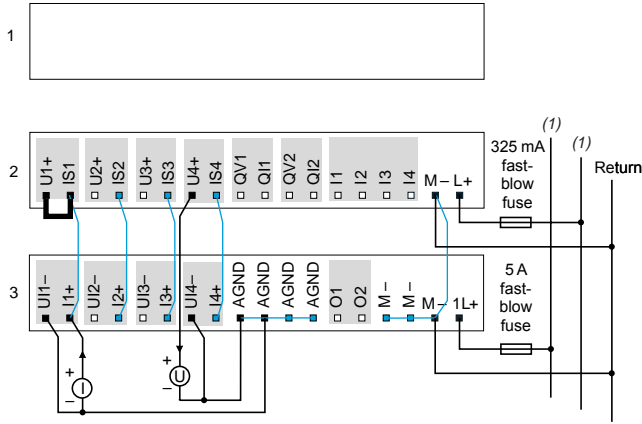 1
(1)
(1)
2
U1+ IS1 U2+ IS2 U3+ IS3 U4+ IS4 QV1 QI1 QV2 QI2 I1 I2 I3 I4 M– L+
325 mA
fast-
blow
fuse
Return
3
UI1– I1+ UI2– I2+ UI3– I3+ UI4– I4+ AGND AGND AGND AGND O1 O2 M– M– M– 1L+
5 A
fast-
blow
fuse
+ I –
+ U –